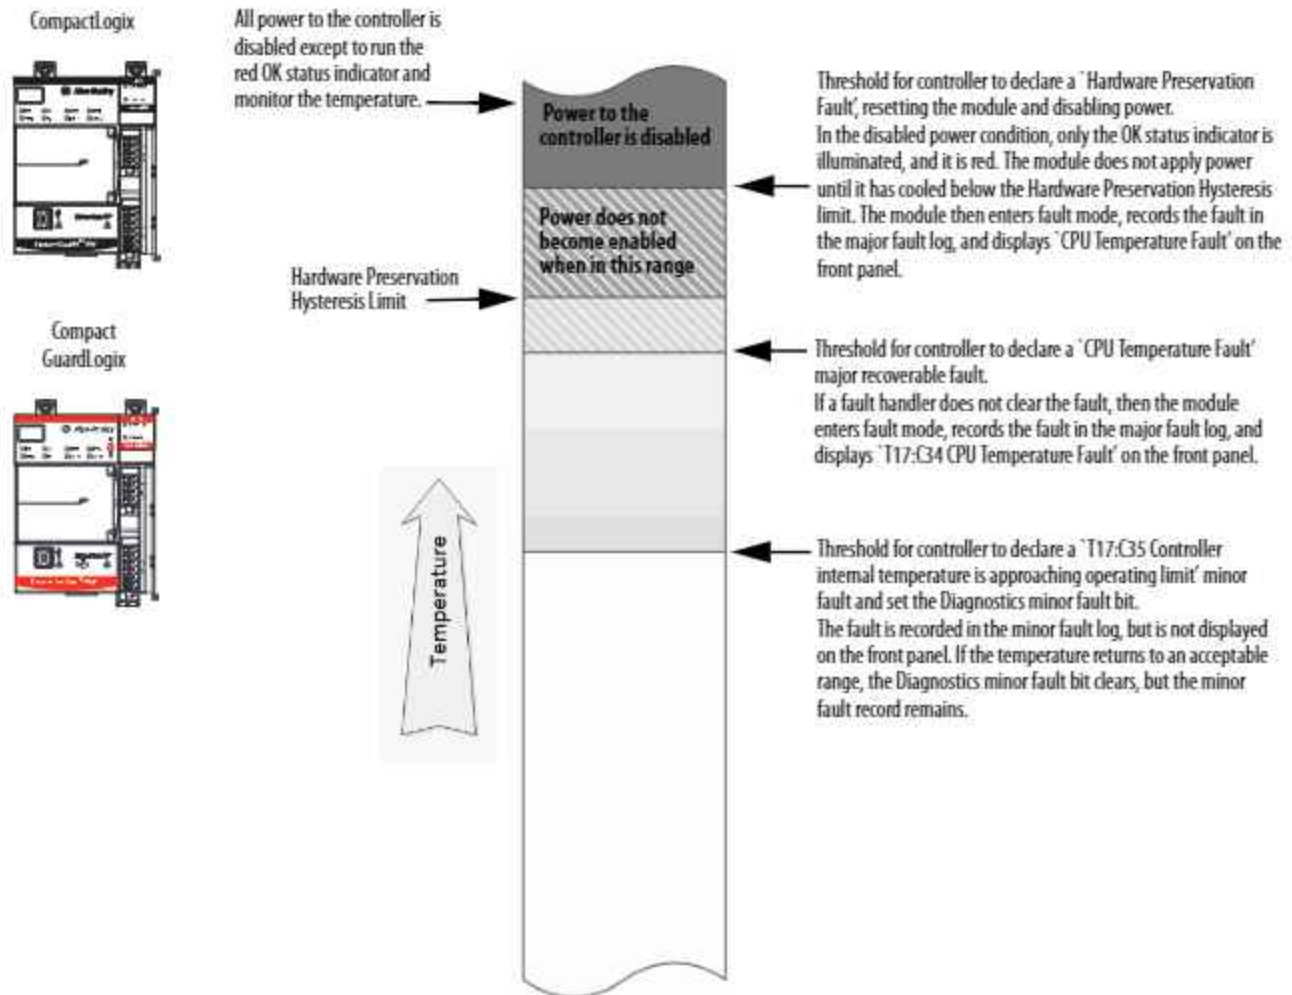 CompactLogix
All power to the controller is
disabled except to run the
red OK status indicator and
monitor the temperature.
Power to the
controller is disabled
Threshold for controller to declare a `Hardware Preservation
Fault', resetting the module and disabling power.
In the disabled power condition, only the OK status indicator is
illuminated, and it is red. The module does not apply power
until it has cooled below the Hardware Preservation Hysteresis
limit. The module then enters fault mode, records the fault in
the major fault log, and displays `CPU Temperature Fault' on the
front panel.
Power does not
become enabled
when in this range
Hardware Preservation
Hysteresis Limit
Compact
GuardLogix
Threshold for controller to declare a `CPU Temperature Fault'
major recoverable fault.
If a fault handler does not clear the fault, then the module
enters fault mode, records the fault in the major fault log, and
displays `T17:C34 CPU Temperature Fault' on the front panel.
Temperature
Threshold for controller to declare a `T17:C35 Controller
internal temperature is approaching operating limit' minor
fault and set the Diagnostics minor fault bit.
The fault is recorded in the minor fault log, but is not displayed
on the front panel. If the temperature returns to an acceptable
range, the Diagnostics minor fault bit clears, but the minor
fault record remains.